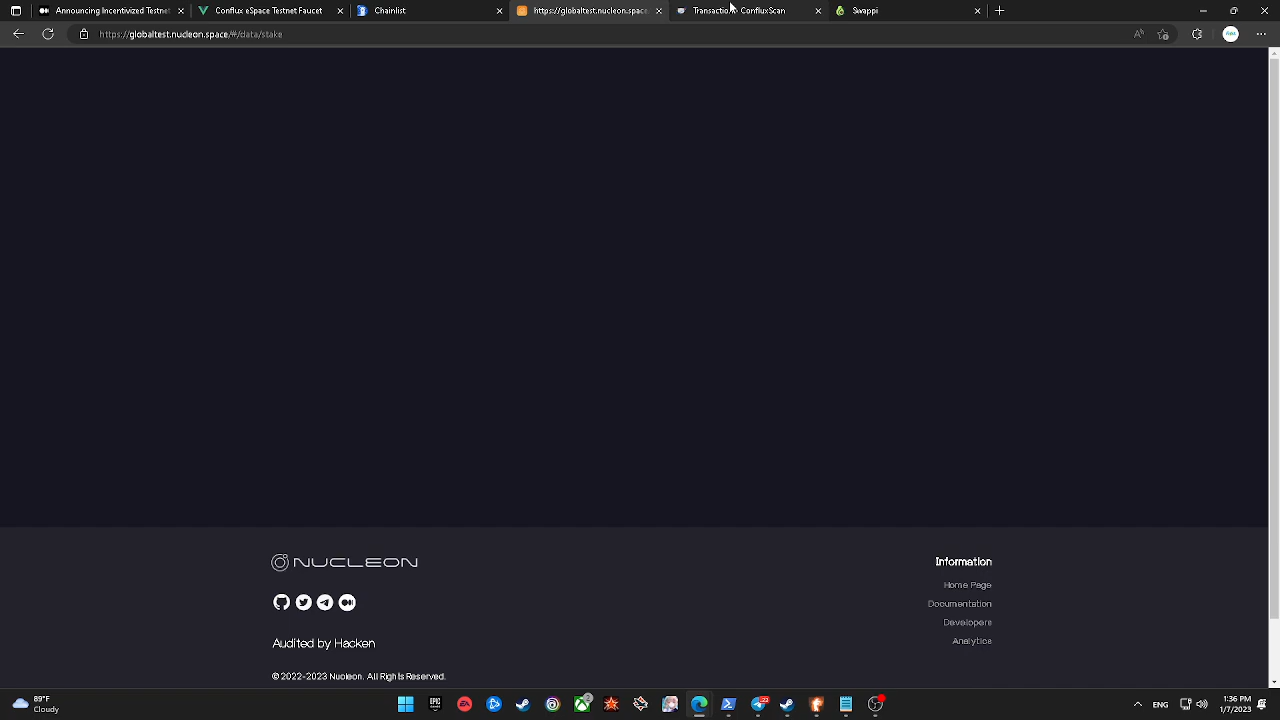 Announcing Incentivized Testnet
Conflux eSpace Testnet Faucet
Chainlist
https://globaltest.nucleon.space
Transactio ConfluxScan
Swappi
https://globaltest.nucleon.space/#/data/stake
NUCLEON
Audited by Hacken
© 2022-2023 Nucleon. All Rights Reserved.
Information
Home Page
Documentation
Developers
Analytics
89°F
Cloudy
ENG
1:36 PM
1/7/2023